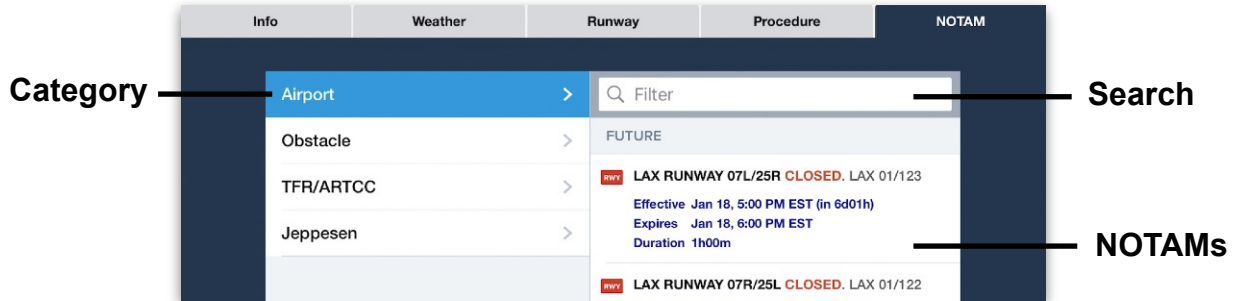 Info Weather Runway Procedure NOTAM
Category
Airport
Obstacle
TFR/ARTCC
Jeppesen
Filter
Search
FUTURE
RWY LAX RUNWAY 07L/25R CLOSED. LAX 01/123
Effective Jan 18, 5:00 PM EST (in 6d01h)
Expires Jan 18, 6:00 PM EST
Duration 1h00m
NOTAMs
RWY LAX RUNWAY 07R/25L CLOSED. LAX 01/122